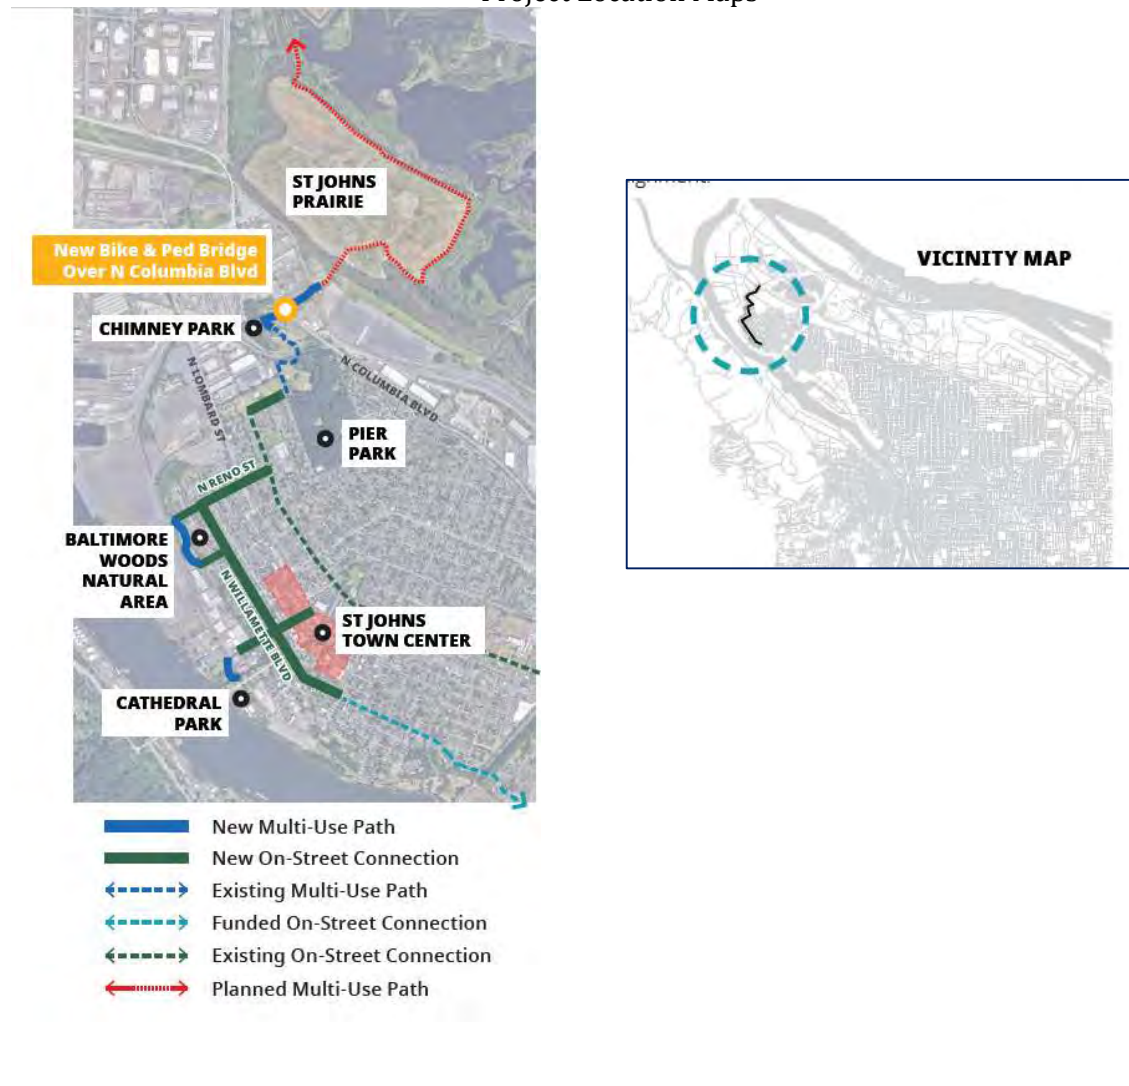 Project Location Maps
ST JOHNS
PRAIRIE
New Bike & Ped Bridge
Over N Columbia Blvd
CHIMNEY PARK
N LOMBARD ST
N COLUMBIA BLVD
PIER
PARK
N RENO ST
BALTIMORE
WOODS
NATURAL
AREA
N WILLAMETTE BLVD
ST JOHNS
TOWN CENTER
CATHEDRAL
PARK
New Multi-Use Path
New On-Street Connection
Existing Multi-Use Path
Funded On-Street Connection
Existing On-Street Connection
Planned Multi-Use Path
VICINITY MAP